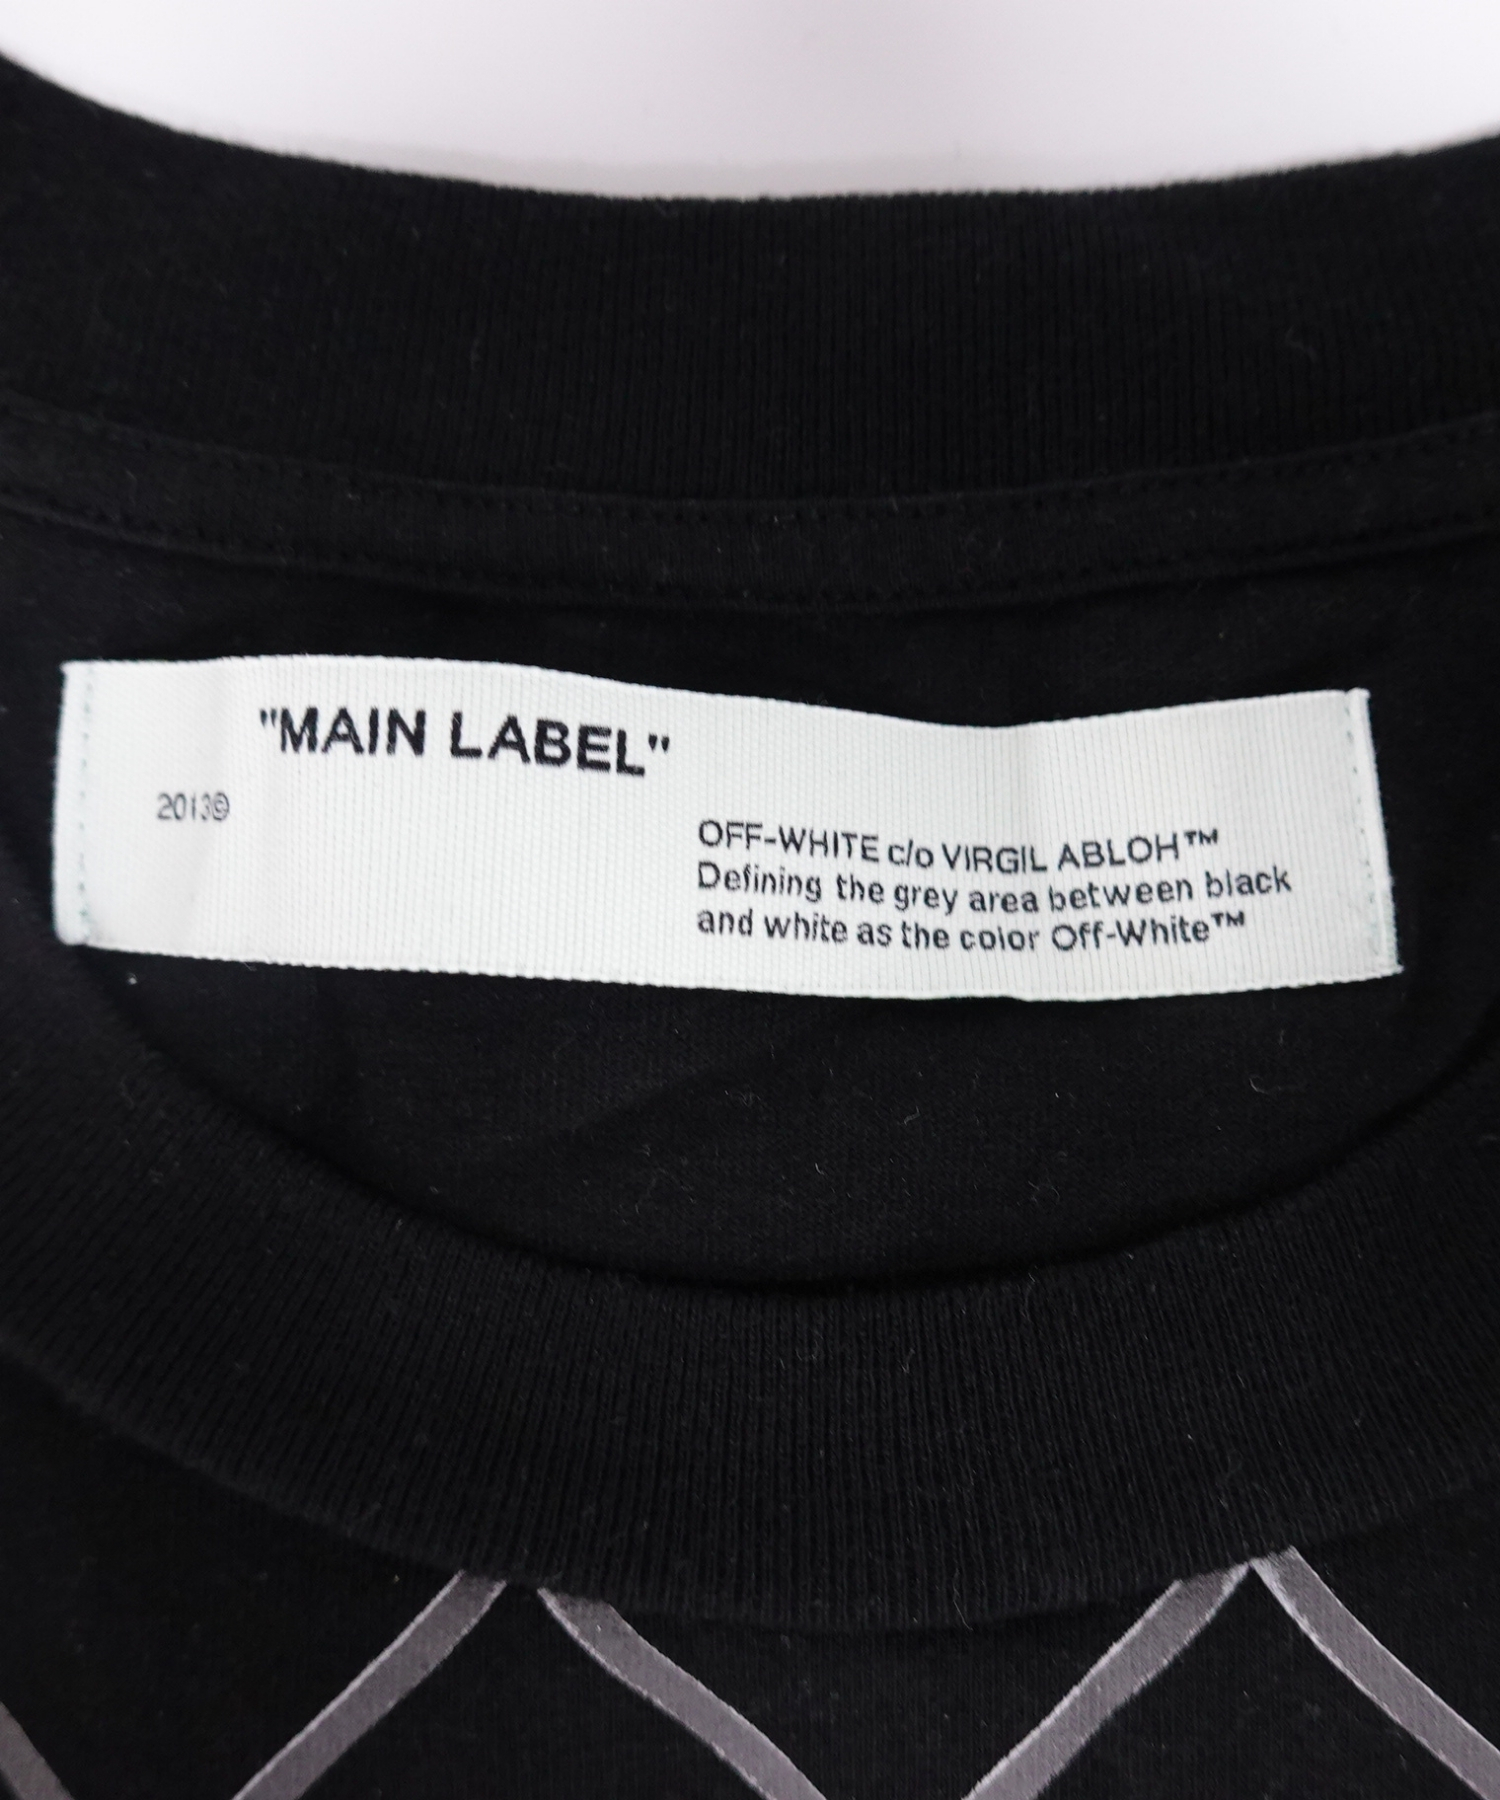 "MAIN LABEL"
2013©
OFF-WHITE c/o VIRGIL ABLOH™
Defining the grey area between black
and white as the color Off-White™